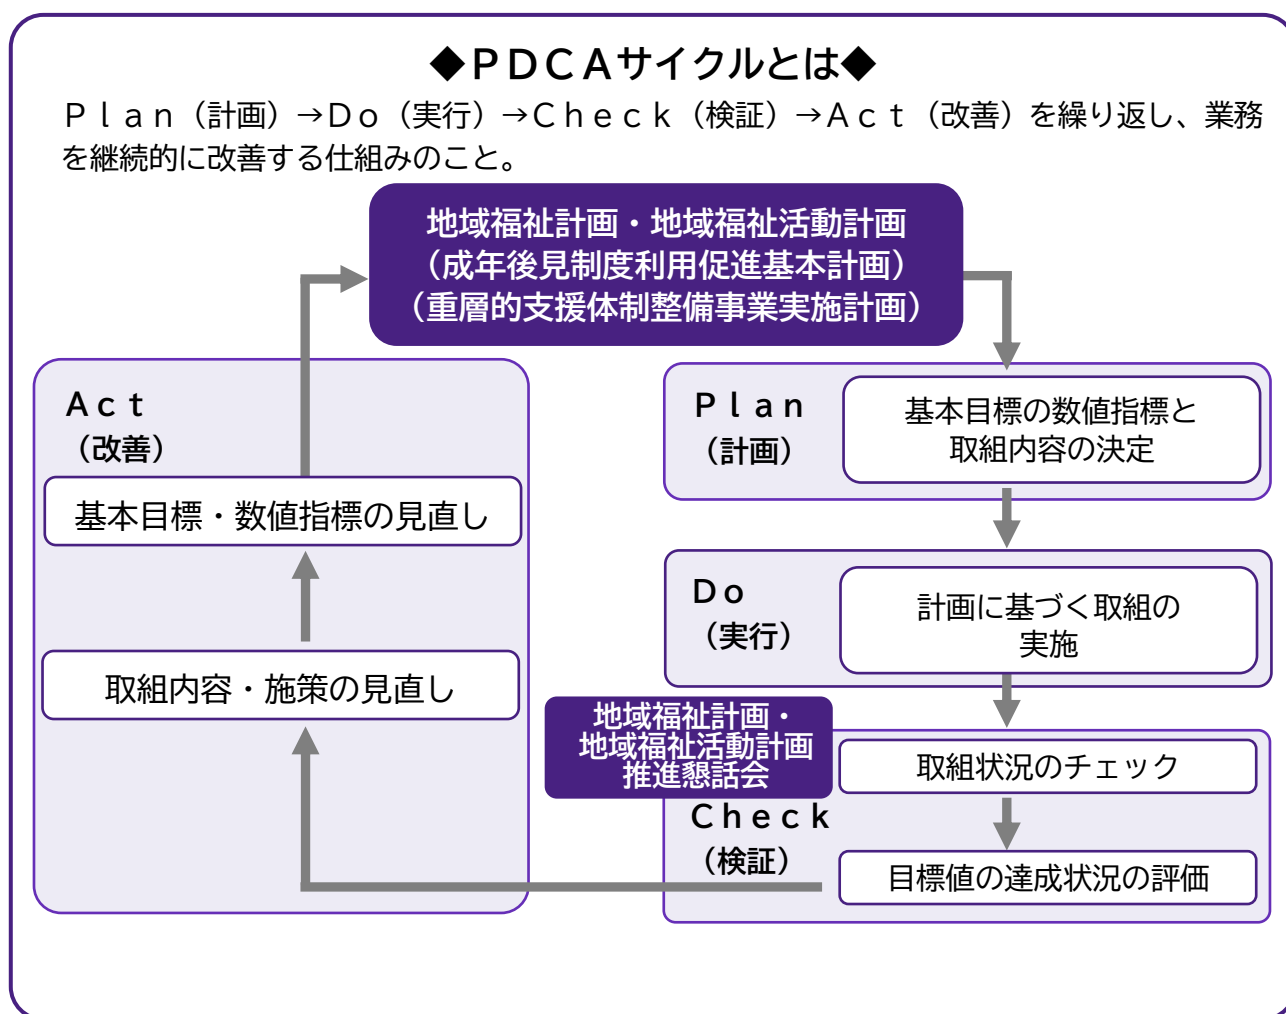 ◆ＰＤＣＡサイクルとは◆
Ｐｌａｎ（計画）→Ｄｏ（実行）→Ｃｈｅｃｋ（検証）→Ａｃｔ（改善）を繰り返し、業務
を継続的に改善する仕組みのこと。
地域福祉計画・地域福祉活動計画
（成年後見制度利用促進基本計画）
（重層的支援体制整備事業実施計画）
Ｐｌａｎ
（計画）
基本目標の数値指標と
取組内容の決定
Ｄｏ
（実行）
計画に基づく取組の
実施
地域福祉計画・
地域福祉活動計画
推進懇話会
Ｃｈｅｃｋ
（検証）
取組状況のチェック
目標値の達成状況の評価
Ａｃｔ
（改善）
基本目標・数値指標の見直し
取組内容・施策の見直し